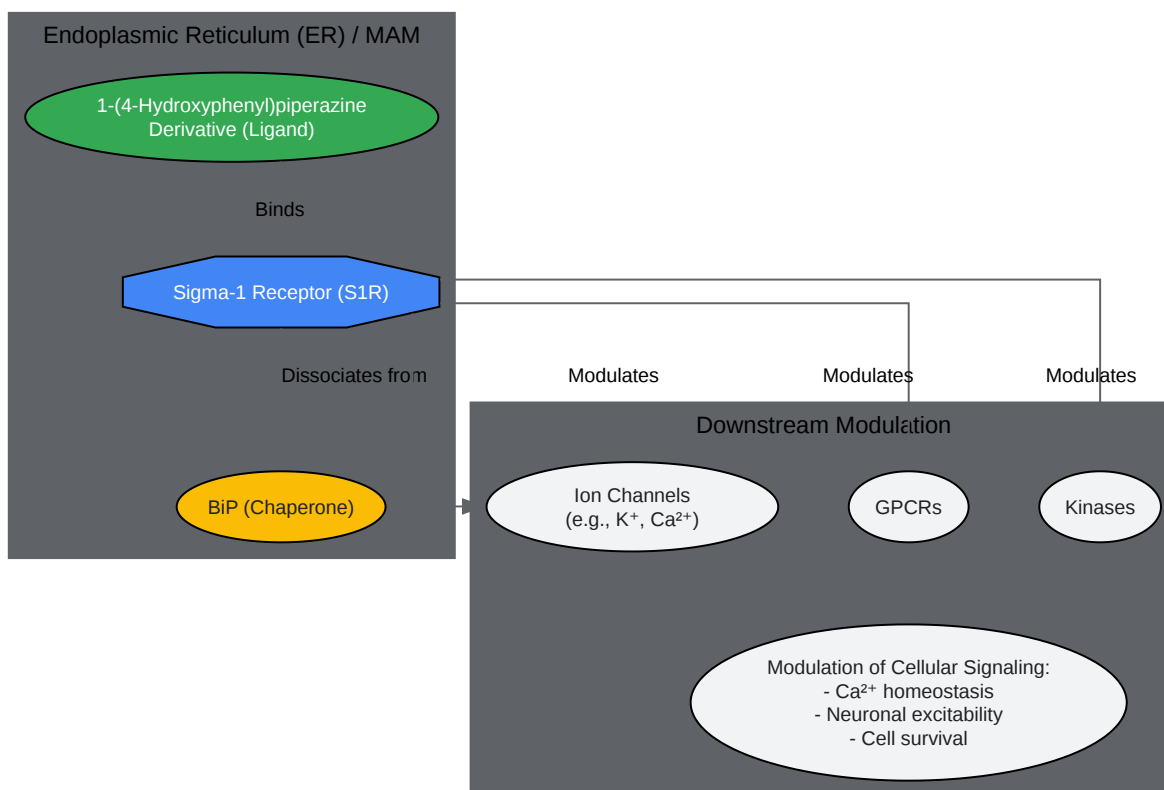 Endoplasmic Reticulum (ER) / MAM
1-(4-Hydroxyphenyl)piperazine
Derivative (Ligand)
Binds
Sigma-1 Receptor (S1R)
Dissociates from
Modulates
Modulates
Modulates
Downstream Modulation
BiP (Chaperone)
Ion Channels
(e.g., K⁺, Ca²⁺)
GPCRs
Kinases
Modulation of Cellular Signaling:
- Ca²⁺ homeostasis
- Neuronal excitability
- Cell survival